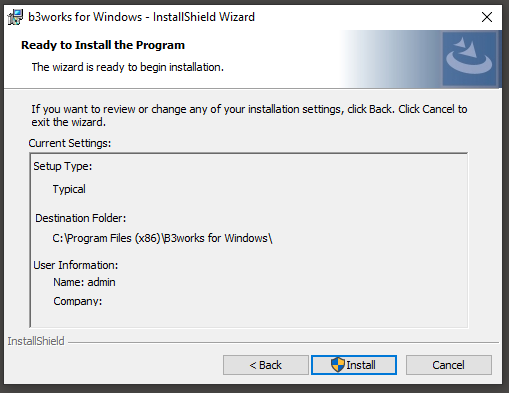 b3works for Windows - InstallShield Wizard
Ready to Install the Program
The wizard is ready to begin installation.
If you want to review or change any of your installation settings, click Back. Click Cancel to
exit the wizard.
Current Settings:
Setup Type:
Typical
Destination Folder:
C:\Program Files (x86)\B3works for Windows\
User Information:
Name: admin
Company:
InstallShield
< Back
Install
Cancel